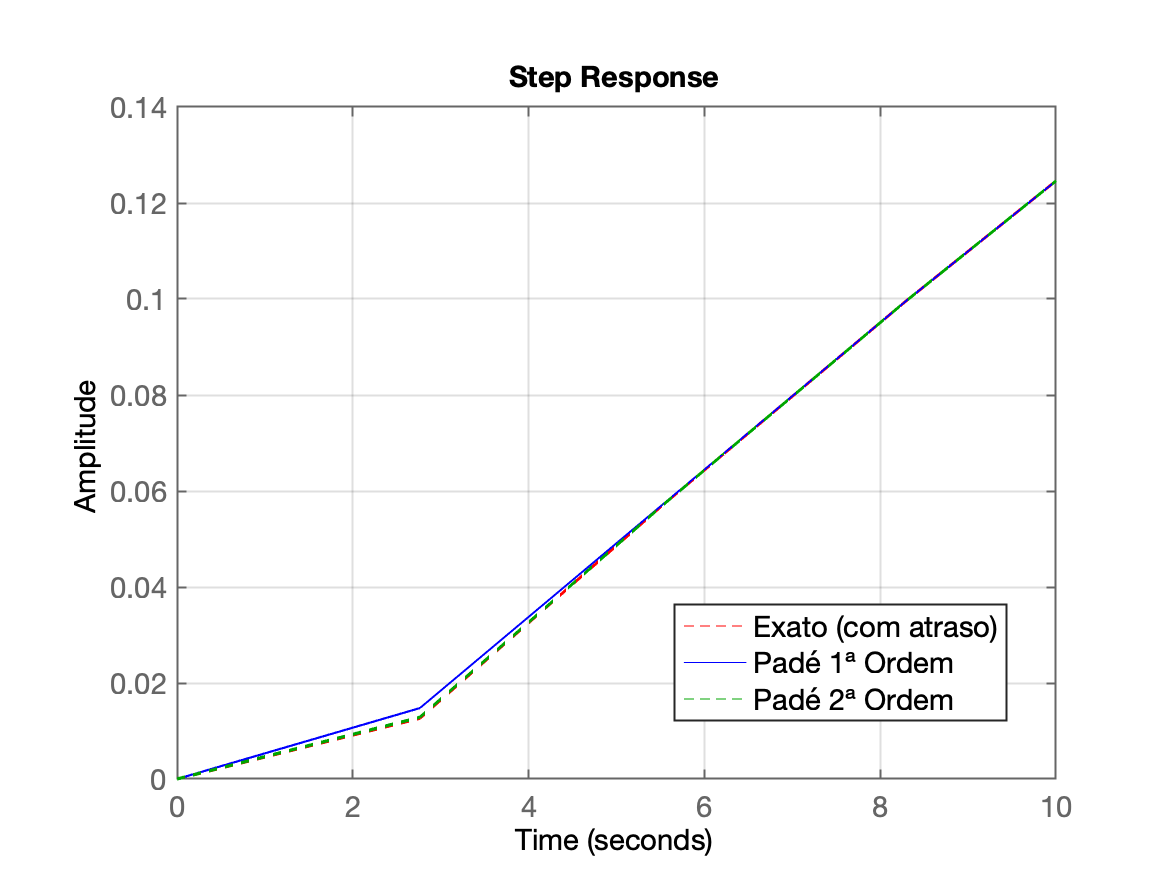 Step Response
Amplitude
0.14
0.12
0.1
0.08
0.06
0.04
0.02
0
Exato (com atraso)
Padé 1ª Ordem
Padé 2ª Ordem
0 2 4 6 8 10
Time (seconds)